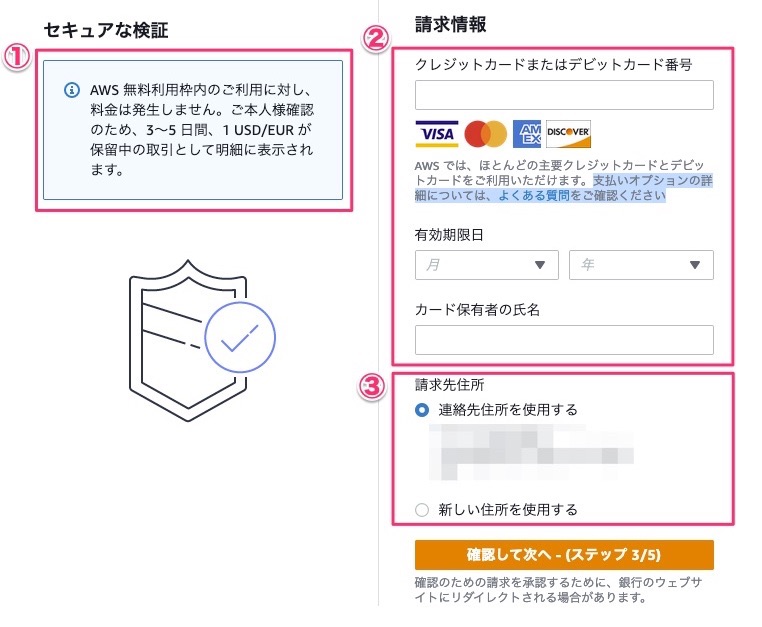 セキュアな検証
①
AWS 無料利用枠内のご利用に対し、
料金は発生しません。ご本人様確認
のため、3〜5 日間、1 USD/EUR が
保留中の取引として明細に表示され
ます。
請求情報
②
クレジットカードまたはデビットカード番号
VISA
AM
EX
DISCOVER
AWS では、ほとんどの主要クレジットカードとデビッ
トカードをご利用いただけます。支払いオプションの詳
細については、よくある質問をご確認ください
有効期限日
月
年
カード保有者の氏名
③
請求先住所
連絡先住所を使用する
新しい住所を使用する
確認して次へ - (ステップ 3/5)
確認のための請求を承認するために、銀行のウェブサ
イトにリダイレクトされる場合があります。